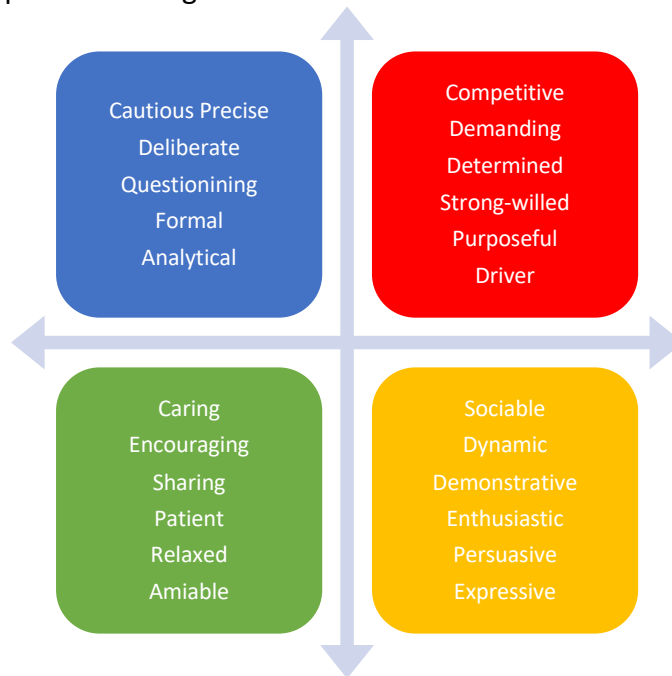 Cautious Precise
Deliberate
Questionining
Formal
Analytical
Competitive
Demanding
Determined
Strong-willed
Purposeful
Driver
Caring
Encouraging
Sharing
Patient
Relaxed
Amiable
Sociable
Dynamic
Demonstrative
Enthusiastic
Persuasive
Expressive